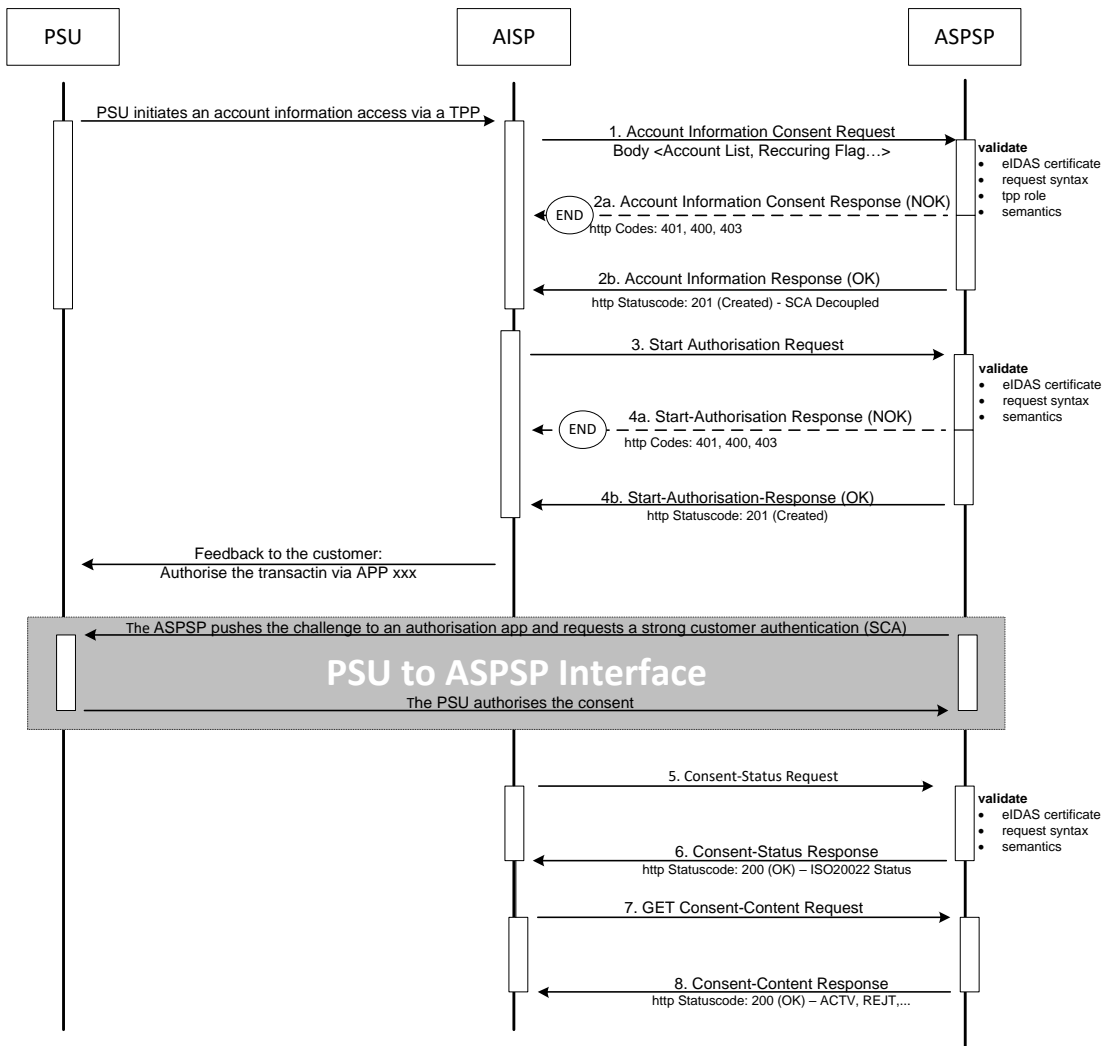 PSU
AISP
ASPSP
PSU initiates an account information access via a TPP
1. Account Information Consent Request
Body <Account List, Reccuring Flag…>
validate
• eIDAS certificate
• request syntax
• tpp role
• semantics
2a. Account Information Consent Response (NOK)
END
http Codes: 401, 400, 403
2b. Account Information Response (OK)
http Statuscode: 201 (Created) - SCA Decoupled
3. Start Authorisation Request
validate
• eIDAS certificate
• request syntax
• semantics
4a. Start-Authorisation Response (NOK)
END
http Codes: 401, 400, 403
4b. Start-Authorisation-Response (OK)
http Statuscode: 201 (Created)
Feedback to the customer:
Authorise the transactin via APP xxx
The ASPSP pushes the challenge to an authorisation app and requests a strong customer authentication (SCA)
PSU to ASPSP Interface
The PSU authorises the consent
5. Consent-Status Request
validate
• eIDAS certificate
• request syntax
• semantics
6. Consent-Status Response
http Statuscode: 200 (OK) – ISO20022 Status
7. GET Consent-Content Request
8. Consent-Content Response
http Statuscode: 200 (OK) – ACTV, REJT,...